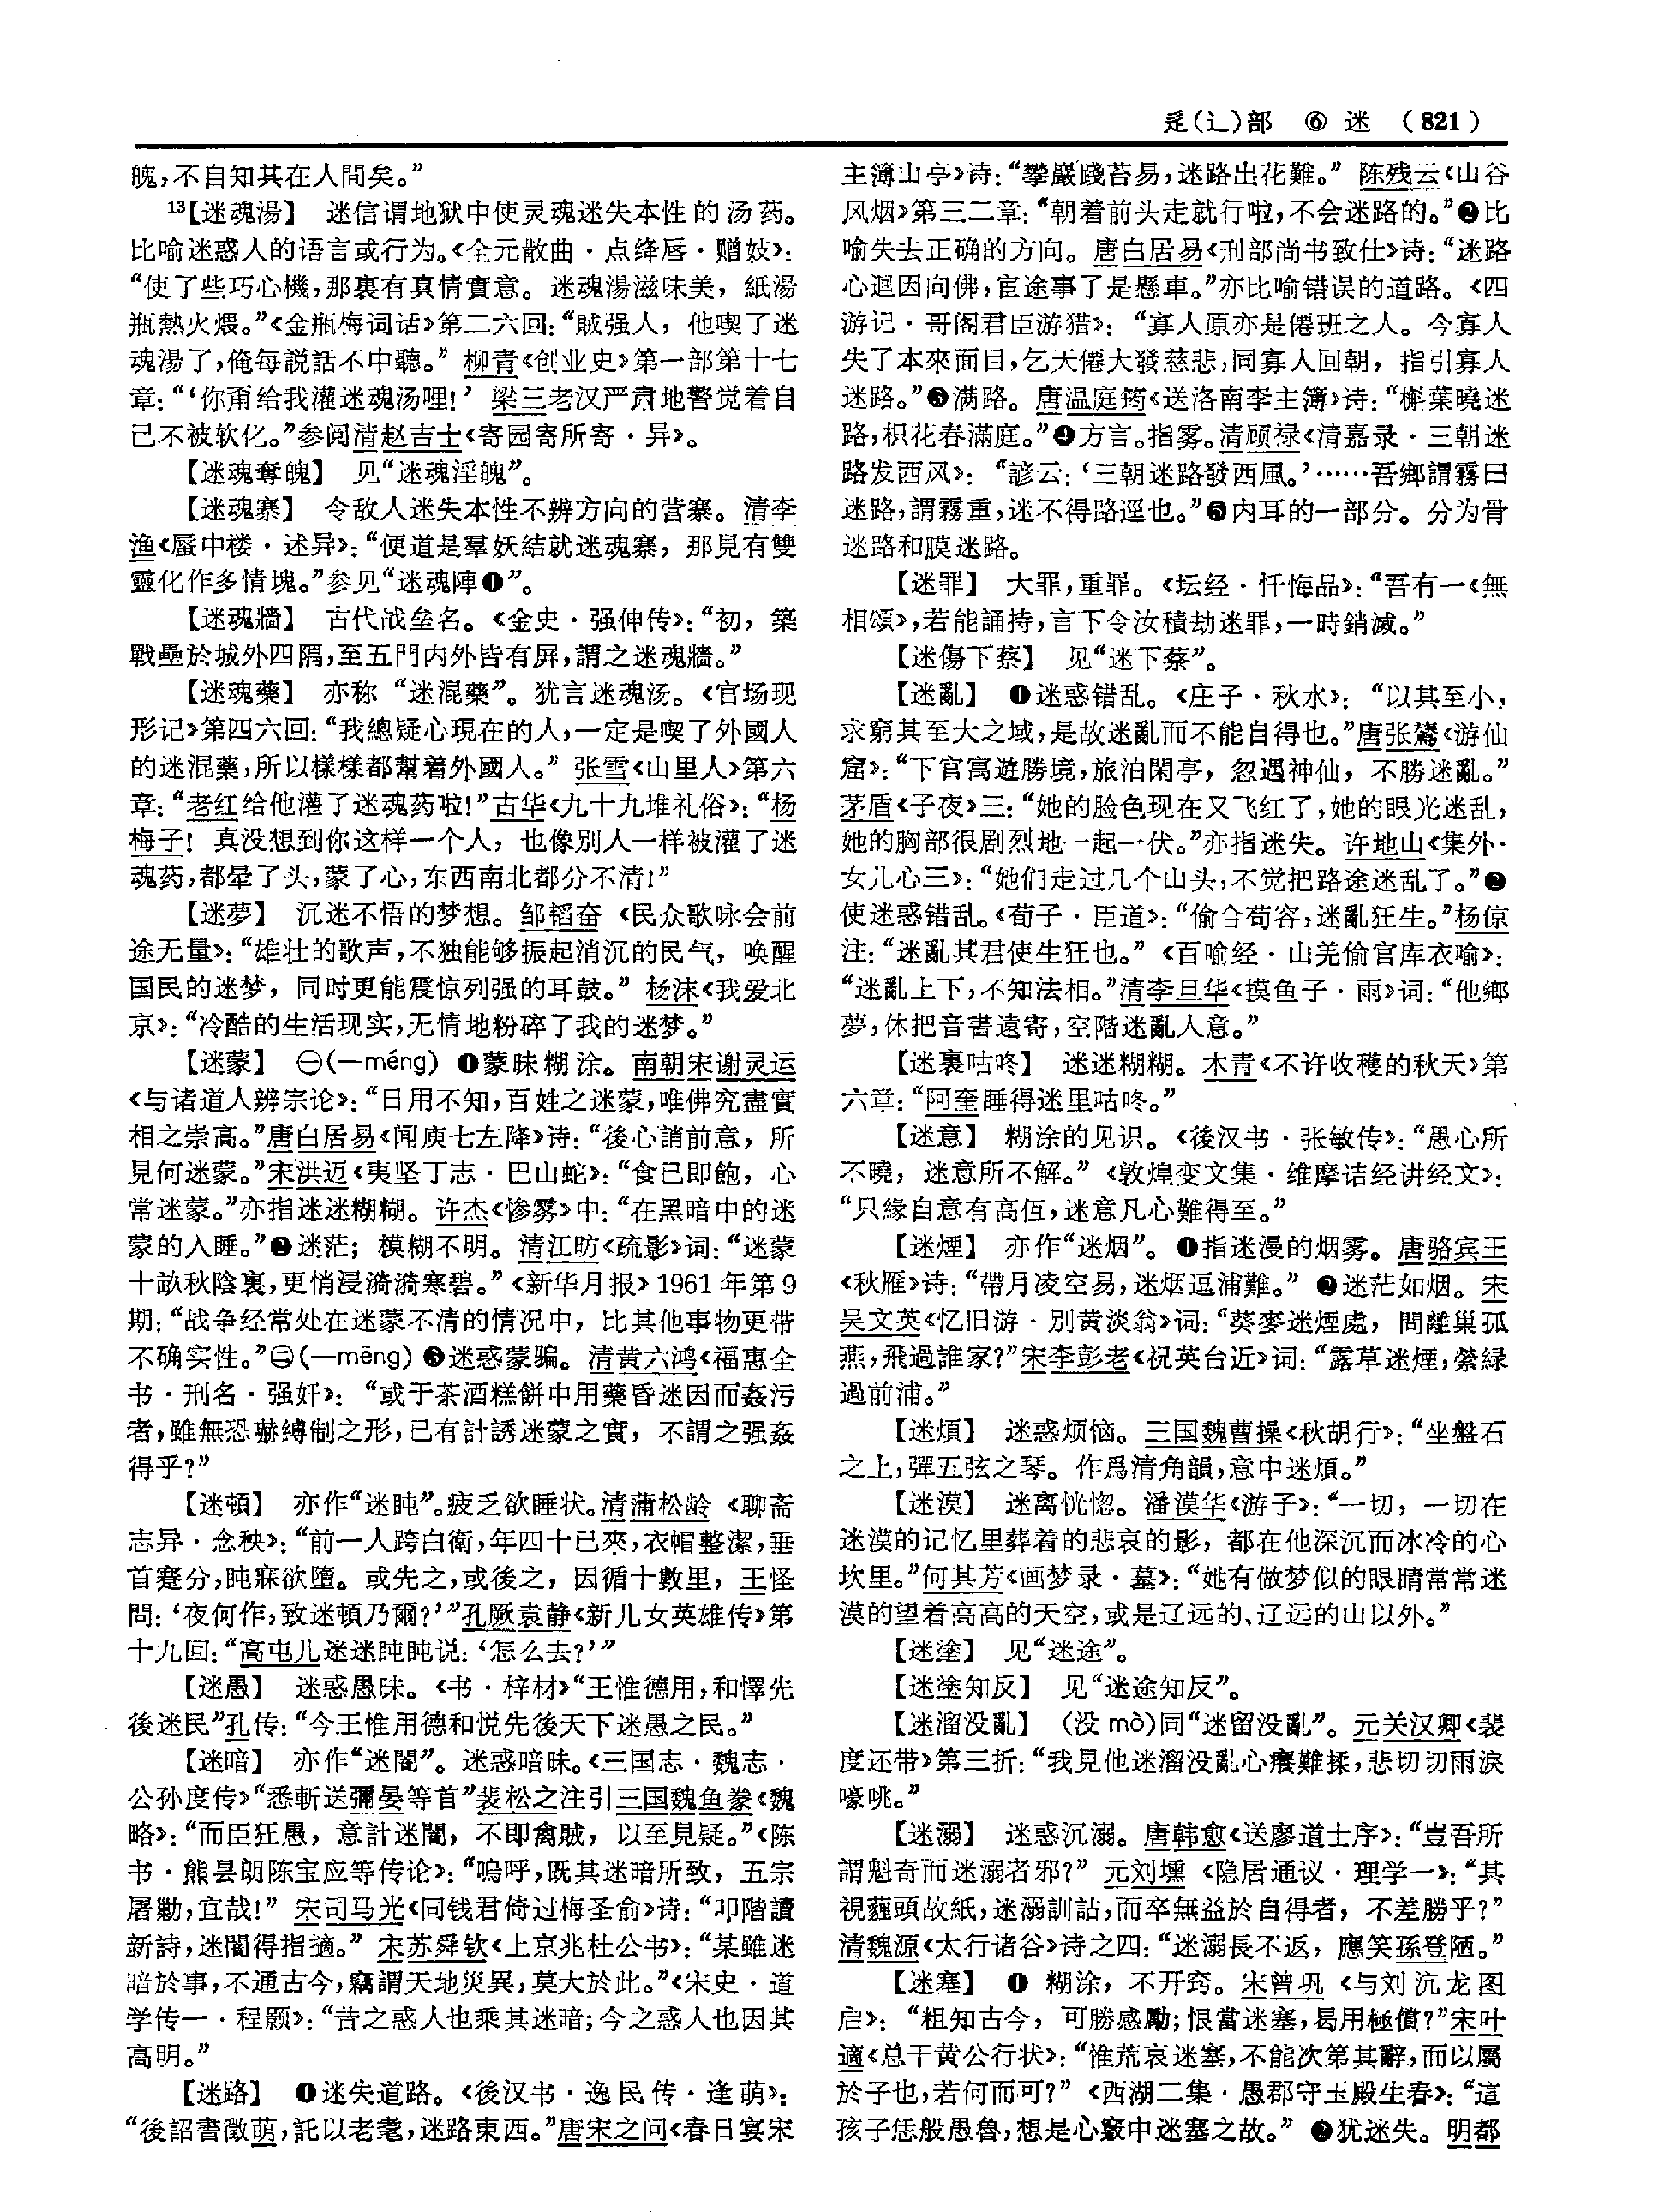 辵(辶)部　⑥ 迷　(821)
魄，不自知其在人間矣。”
13【迷魂湯】　迷信谓地狱中使灵魂迷失本性的汤药。
比喻迷惑人的语言或行为。《全元散曲·点绛唇·赠妓》：
“使了些巧心機，那裏有真情實意。迷魂湯滋味美，紙湯
瓶熱火煨。”《金瓶梅词话》第二六回：“賊强人，他喫了迷
魂湯了，俺每説話不中聽。”柳青《创业史》第一部第十七
章：“‘你甭给我灌迷魂汤哩！’梁三老汉严肃地警觉着自
己不被软化。”参阅清赵吉士《寄园寄所寄·异》。
【迷魂奪魄】　见“迷魂淫魄”。
【迷魂寨】　令敌人迷失本性不辨方向的营寨。清李
渔《蜃中楼·述异》：“便道是羣妖結就迷魂寨，那見有雙
靈化作多情塊。”参见“迷魂陣❶”。
【迷魂牆】　古代战垒名。《金史·强伸传》：“初，築
戰壘於城外四隅，至五門内外皆有屏，謂之迷魂牆。”
【迷魂藥】　亦称“迷混藥”。犹言迷魂汤。《官场现
形记》第四六回：“我總疑心現在的人，一定是喫了外國人
的迷混藥，所以樣樣都幫着外國人。”张雪《山里人》第六
章：“老红给他灌了迷魂药啦！”古华《九十九堆礼俗》：“杨
梅子！真没想到你这样一个人，也像别人一样被灌了迷
魂药，都晕了头，蒙了心，东西南北都分不清！”
【迷夢】　沉迷不悟的梦想。邹韬奋《民众歌咏会前
途无量》：“雄壮的歌声，不独能够振起消沉的民气，唤醒
国民的迷梦，同时更能震惊列强的耳鼓。”杨沫《我爱北
京》：“冷酷的生活现实，无情地粉碎了我的迷梦。”
【迷蒙】　㊀(—méng)❶蒙昧糊涂。南朝宋谢灵运
《与诸道人辨宗论》：“日用不知，百姓之迷蒙，唯佛究盡實
相之崇高。”唐白居易《闻庾七左降》诗：“後心誚前意，所
見何迷蒙。”宋洪迈《夷坚丁志·巴山蛇》：“食已即飽，心
常迷蒙。”亦指迷迷糊糊。许杰《惨雾》中：“在黑暗中的迷
蒙的入睡。”❷迷茫；模糊不明。清江昉《疏影》词：“迷蒙
十畝秋陰裏，更悄浸漪漪寒碧。”《新华月报》1961年第9
期：“战争经常处在迷蒙不清的情况中，比其他事物更带
不确实性。”㊁(—mēng)❸迷惑蒙骗。清黄六鸿《福惠全
书·刑名·强奸》：“或于茶酒糕餅中用藥昏迷因而姦污
者，雖無恐嚇縛制之形，已有計誘迷蒙之實，不謂之强姦
得乎？”
【迷頓】　亦作“迷盹”。疲乏欲睡状。清蒲松龄《聊斋
志异·念秧》：“前一人跨白衛，年四十已來，衣帽整潔，垂
首蹇分，盹寐欲墮。或先之，或後之，因循十數里，王怪
問：‘夜何作，致迷頓乃爾？’”孔厥袁静《新儿女英雄传》第
十九回：“高屯儿迷迷盹盹说：‘怎么去？’”
【迷愚】　迷惑愚昧。《书·梓材》“王惟德用，和懌先
後迷民”孔传：“今王惟用德和悦先後天下迷愚之民。”
【迷暗】　亦作“迷闇”。迷惑暗昧。《三国志·魏志·
公孙度传》“悉斬送彌晏等首”裴松之注引三国魏鱼豢《魏
略》：“而臣狂愚，意計迷闇，不即禽賊，以至見疑。”《陈
书·熊昙朗陈宝应等传论》：“嗚呼，既其迷暗所致，五宗
屠勦，宜哉！”宋司马光《同钱君倚过梅圣俞》诗：“叩階讀
新詩，迷闇得指擿。”宋苏舜钦《上京兆杜公书》：“某雖迷
暗於事，不通古今，竊謂天地災異，莫大於此。”《宋史·道
学传一·程颢》：“昔之惑人也乘其迷暗；今之惑人也因其
高明。”
【迷路】　❶迷失道路。《後汉书·逸民传·逢萌》：
“後詔書徵萌，託以老耄，迷路東西。”唐宋之问《春日宴宋
主簿山亭》诗：“攀巖踐苔易，迷路出花難。”陈残云《山谷
风烟》第三二章：“朝着前头走就行啦，不会迷路的。”❷比
喻失去正确的方向。唐白居易《刑部尚书致仕》诗：“迷路
心迴因向佛，宦途事了是懸車。”亦比喻错误的道路。《四
游记·哥阁君臣游猎》：“寡人原亦是僊班之人。今寡人
失了本來面目，乞天僊大發慈悲，同寡人回朝，指引寡人
迷路。”❸满路。唐温庭筠《送洛南李主簿》诗：“槲葉曉迷
路，枳花春滿庭。”❹方言。指雾。清顾禄《清嘉录·三朝迷
路发西风》：“諺云：‘三朝迷路發西風。’……吾鄉謂霧曰
迷路，謂霧重，迷不得路逕也。”❺内耳的一部分。分为骨
迷路和膜迷路。
【迷罪】　大罪，重罪。《坛经·忏悔品》：“吾有一《無
相頌》，若能誦持，言下令汝積劫迷罪，一時銷滅。”
【迷傷下蔡】　见“迷下蔡”。
【迷亂】　❶迷惑错乱。《庄子·秋水》：“以其至小，
求窮其至大之域，是故迷亂而不能自得也。”唐张鷟《游仙
窟》：“下官寓遊勝境，旅泊閑亭，忽遇神仙，不勝迷亂。”
茅盾《子夜》三：“她的脸色现在又飞红了，她的眼光迷乱，
她的胸部很剧烈地一起一伏。”亦指迷失。许地山《集外·
女儿心三》：“她们走过几个山头，不觉把路途迷乱了。”❷
使迷惑错乱。《荀子·臣道》：“偷合苟容，迷亂狂生。”杨倞
注：“迷亂其君使生狂也。”《百喻经·山羌偷官库衣喻》：
“迷亂上下，不知法相。”清李旦华《摸鱼子·雨》词：“他鄉
夢，休把音書遠寄，空階迷亂人意。”
【迷裏咕咚】　迷迷糊糊。木青《不许收穫的秋天》第
六章：“阿奎睡得迷里咕咚。”
【迷意】　糊涂的见识。《後汉书·张敏传》：“愚心所
不曉，迷意所不解。”《敦煌变文集·维摩诘经讲经文》：
“只緣自意有高伍，迷意凡心難得至。”
【迷煙】　亦作“迷烟”。❶指迷漫的烟雾。唐骆宾王
《秋雁》诗：“帶月凌空易，迷烟逗浦難。”❷迷茫如烟。宋
吴文英《忆旧游·别黄淡翁》词：“葵麥迷煙處，問離巢孤
燕，飛過誰家？”宋李彭老《祝英台近》词：“露草迷煙，縈緑
過前浦。”
【迷煩】　迷惑烦恼。三国魏曹操《秋胡行》：“坐盤石
之上，彈五弦之琴。作爲清角韻，意中迷煩。”
【迷漠】　迷离恍惚。潘漠华《游子》：“一切，一切在
迷漠的记忆里葬着的悲哀的影，都在他深沉而冰冷的心
坎里。”何其芳《画梦录·墓》：“她有做梦似的眼睛常常迷
漠的望着高高的天空，或是辽远的、辽远的山以外。”
【迷塗】　见“迷途”。
【迷塗知反】　见“迷途知反”。
【迷溜没亂】　(没 mò)同“迷留没亂”。元关汉卿《裴
度还带》第三折：“我見他迷溜没亂心癢難揉，悲切切雨淚
嚎咷。”
【迷溺】　迷惑沉溺。唐韩愈《送廖道士序》：“豈吾所
謂魁奇而迷溺者邪？”元刘壎《隐居通议·理学一》：“其
視蘿頭故紙，迷溺訓詁，而卒無益於自得者，不差勝乎？”
清魏源《太行诸谷》诗之四：“迷溺長不返，應笑孫登陋。”
【迷塞】　❶ 糊涂，不开窍。宋曾巩《与刘沆龙图
启》：“粗知古今，可勝感勵；恨當迷塞，曷用極償？”宋叶
適《总干黄公行状》：“惟荒哀迷塞，不能次第其辭，而以屬
於子也，若何而可？”《西湖二集·愚郡守玉殿生春》：“這
孩子恁般愚魯，想是心竅中迷塞之故。”❷犹迷失。明都